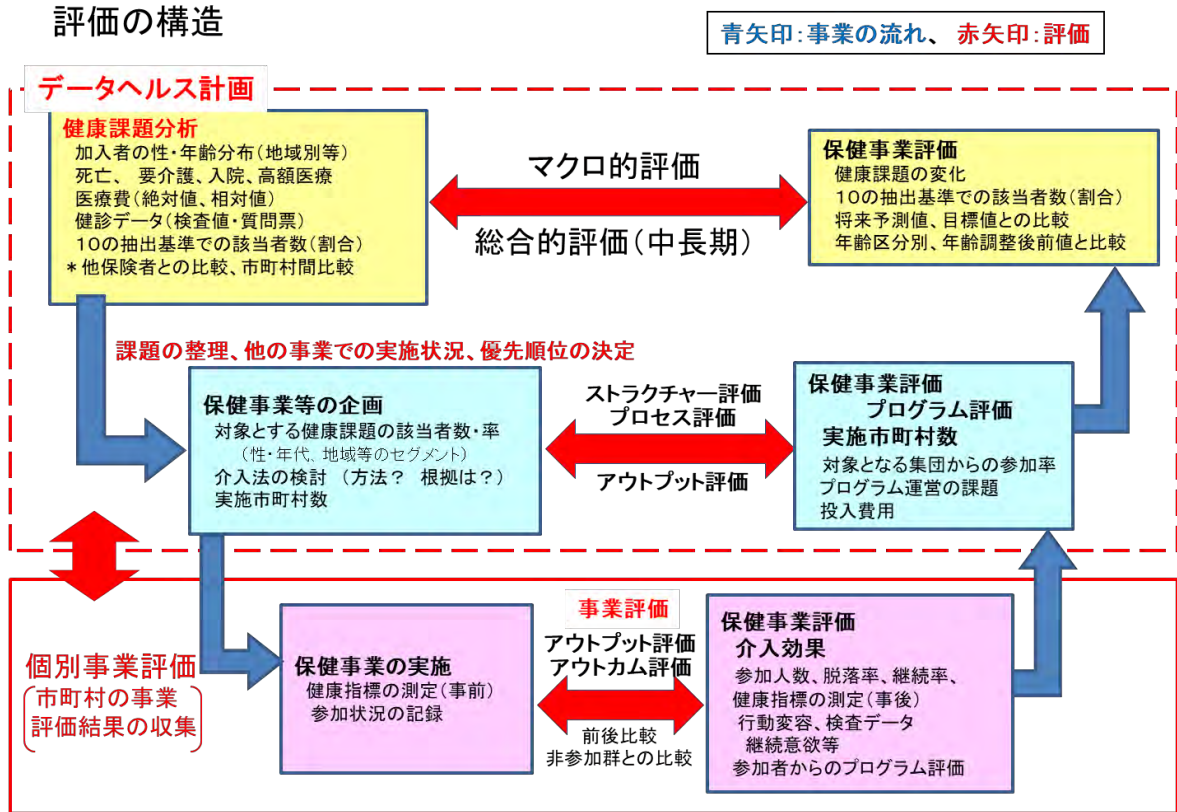 評価の構造
青矢印:事業の流れ、 赤矢印:評価
データヘルス計画
健康課題分析
加入者の性・年齢分布(地域別等)
死亡、 要介護、入院、高額医療
医療費(絶対値、相対値)
健診データ(検査値・質問票)
10の抽出基準での該当者数(割合)
*他保険者との比較、市町村間比較
マクロ的評価
総合的評価(中長期)
保健事業評価
健康課題の変化
10の抽出基準での該当者数(割合)
将来予測値、目標値との比較
年齢区分別、年齢調整後前値と比較
課題の整理、他の事業での実施状況、優先順位の決定
保健事業等の企画
対象とする健康課題の該当者数・率
(性・年代、地域等のセグメント)
介入法の検討 (方法? 根拠は?)
実施市町村数
ストラクチャー評価
プロセス評価
アウトプット評価
保健事業評価
プログラム評価
実施市町村数
対象となる集団からの参加率
プログラム運営の課題
投入費用
個別事業評価
(市町村の事業
評価結果の収集)
保健事業の実施
健康指標の測定(事前)
参加状況の記録
事業評価
アウトプット評価
アウトカム評価
前後比較
非参加群との比較
保健事業評価
介入効果
参加人数、脱落率、継続率、
健康指標の測定(事後)
行動変容、検査データ
継続意欲等
参加者からのプログラム評価